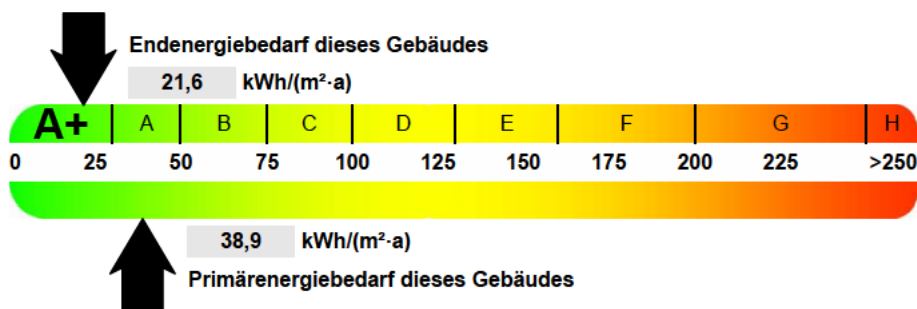 Endenergiebedarf dieses Gebäudes
21,6 kWh/(m²·a)
A+ A B C D E F G H
0 25 50 75 100 125 150 175 200 225 >250
38,9 kWh/(m²·a)
Primärenergiebedarf dieses Gebäudes